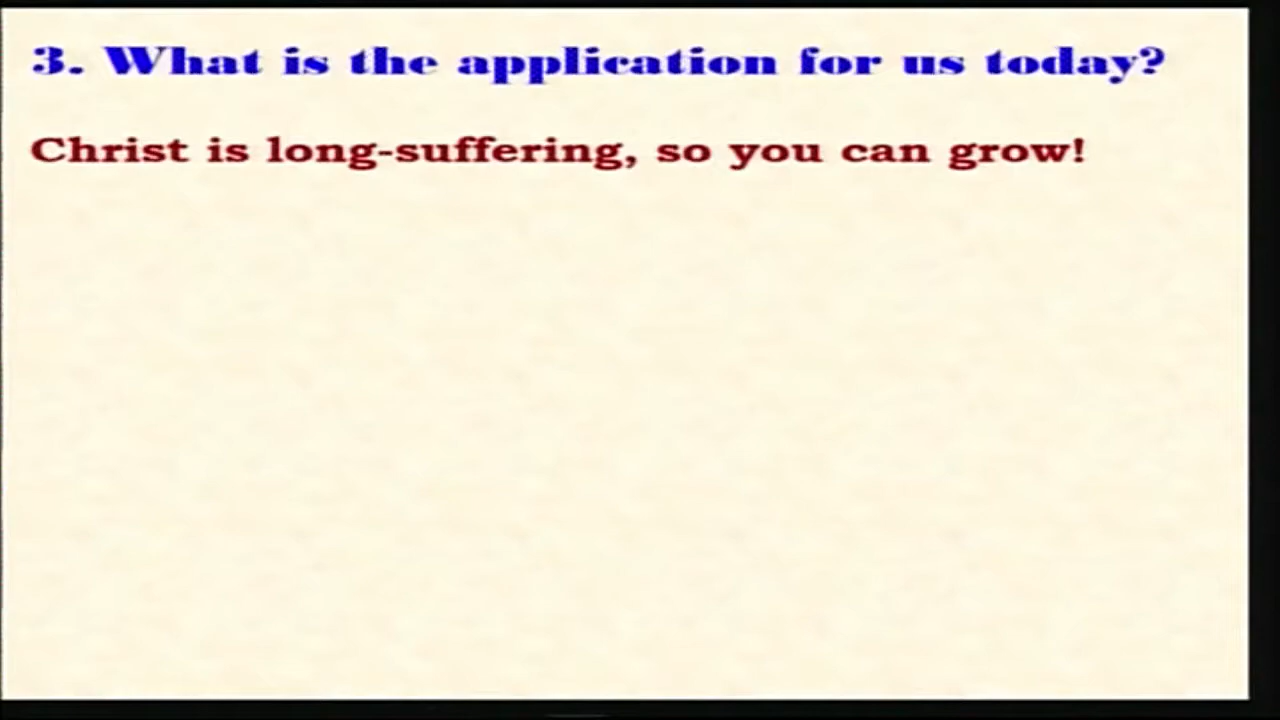 3. What is the application for us today?
Christ is long-suffering, so you can grow!